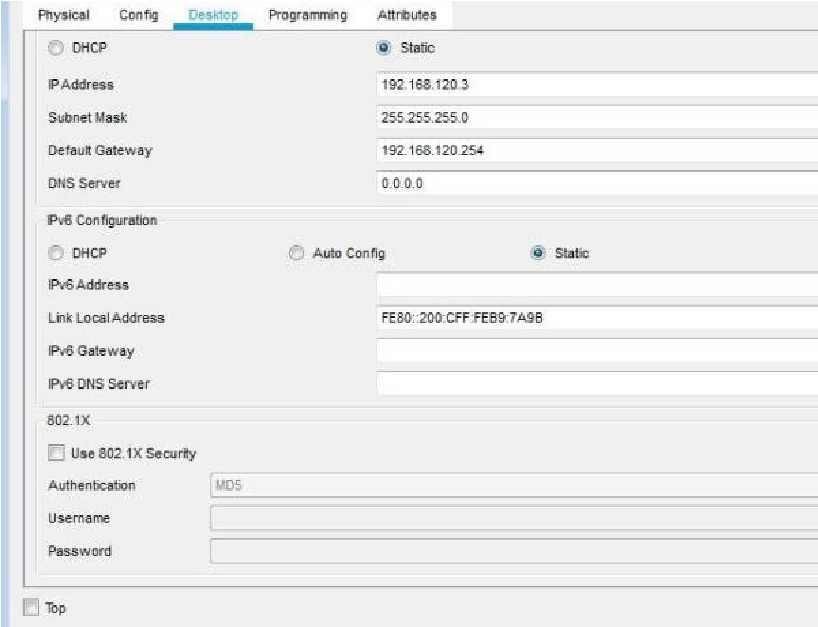 Physical Config Desktop Programming Attributes
DHCP Static
IP Address 192.168.120.3
Subnet Mask 255.255.255.0
Default Gateway 192.168.120.254
DNS Server 0.0.0.0
IPv6 Configuration
DHCP Auto Config Static
IPv6 Address
Link Local Address FE80::200:CFF:FEB9:7A9B
IPv6 Gateway
IPv6 DNS Server
802.1X
Use 802.1X Security
Authentication MD5
Username
Password
Top